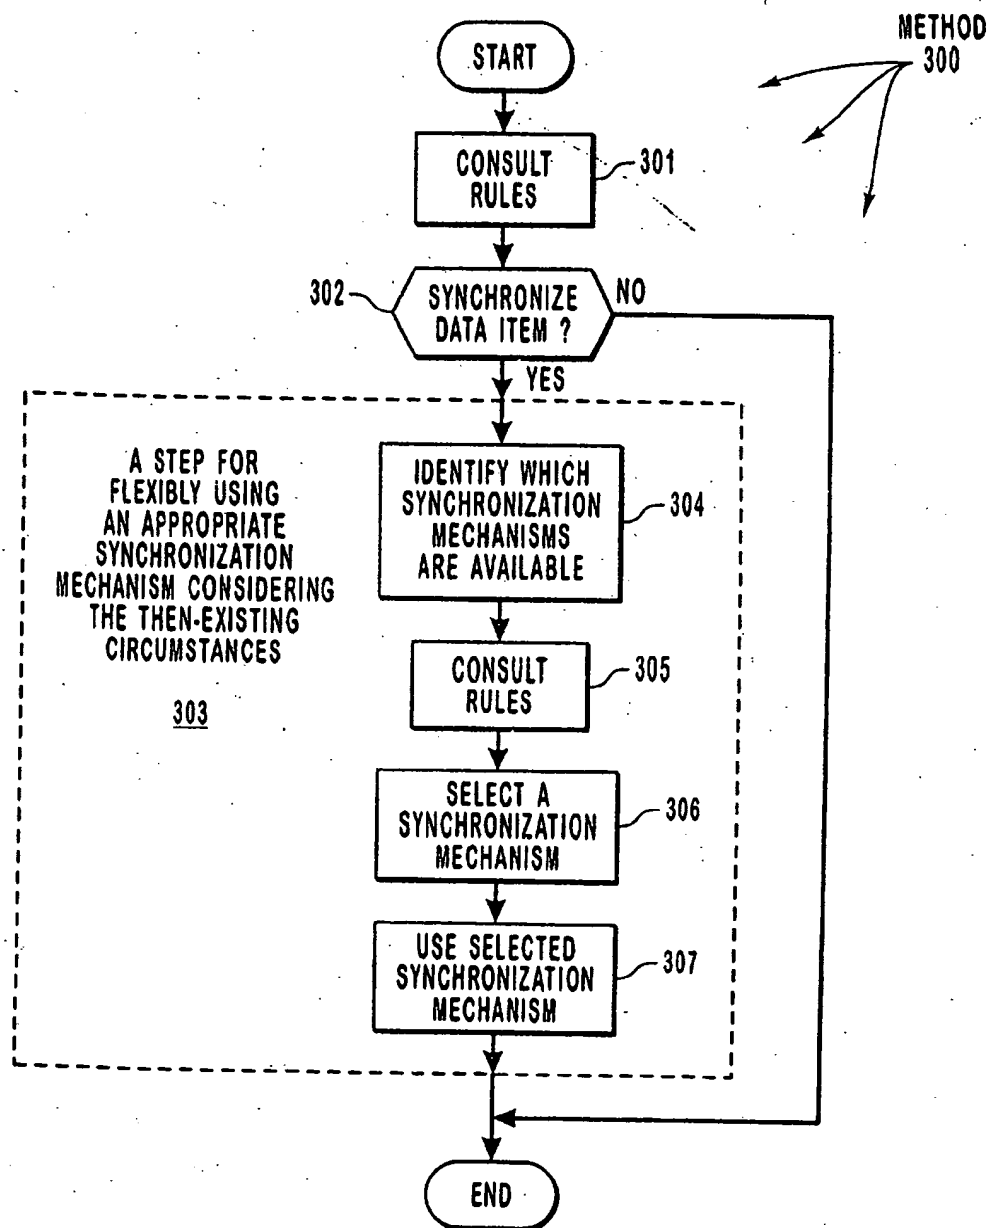 METHOD
300
START
CONSULT
RULES
301
302
SYNCHRONIZE
DATA ITEM ?
NO
YES
A STEP FOR
FLEXIBLY USING
AN APPROPRIATE
SYNCHRONIZATION
MECHANISM CONSIDERING
THE THEN-EXISTING
CIRCUMSTANCES
303
IDENTIFY WHICH
SYNCHRONIZATION
MECHANISMS
ARE AVAILABLE
304
CONSULT
RULES
305
SELECT A
SYNCHRONIZATION
MECHANISM
306
USE SELECTED
SYNCHRONIZATION
MECHANISM
307
END